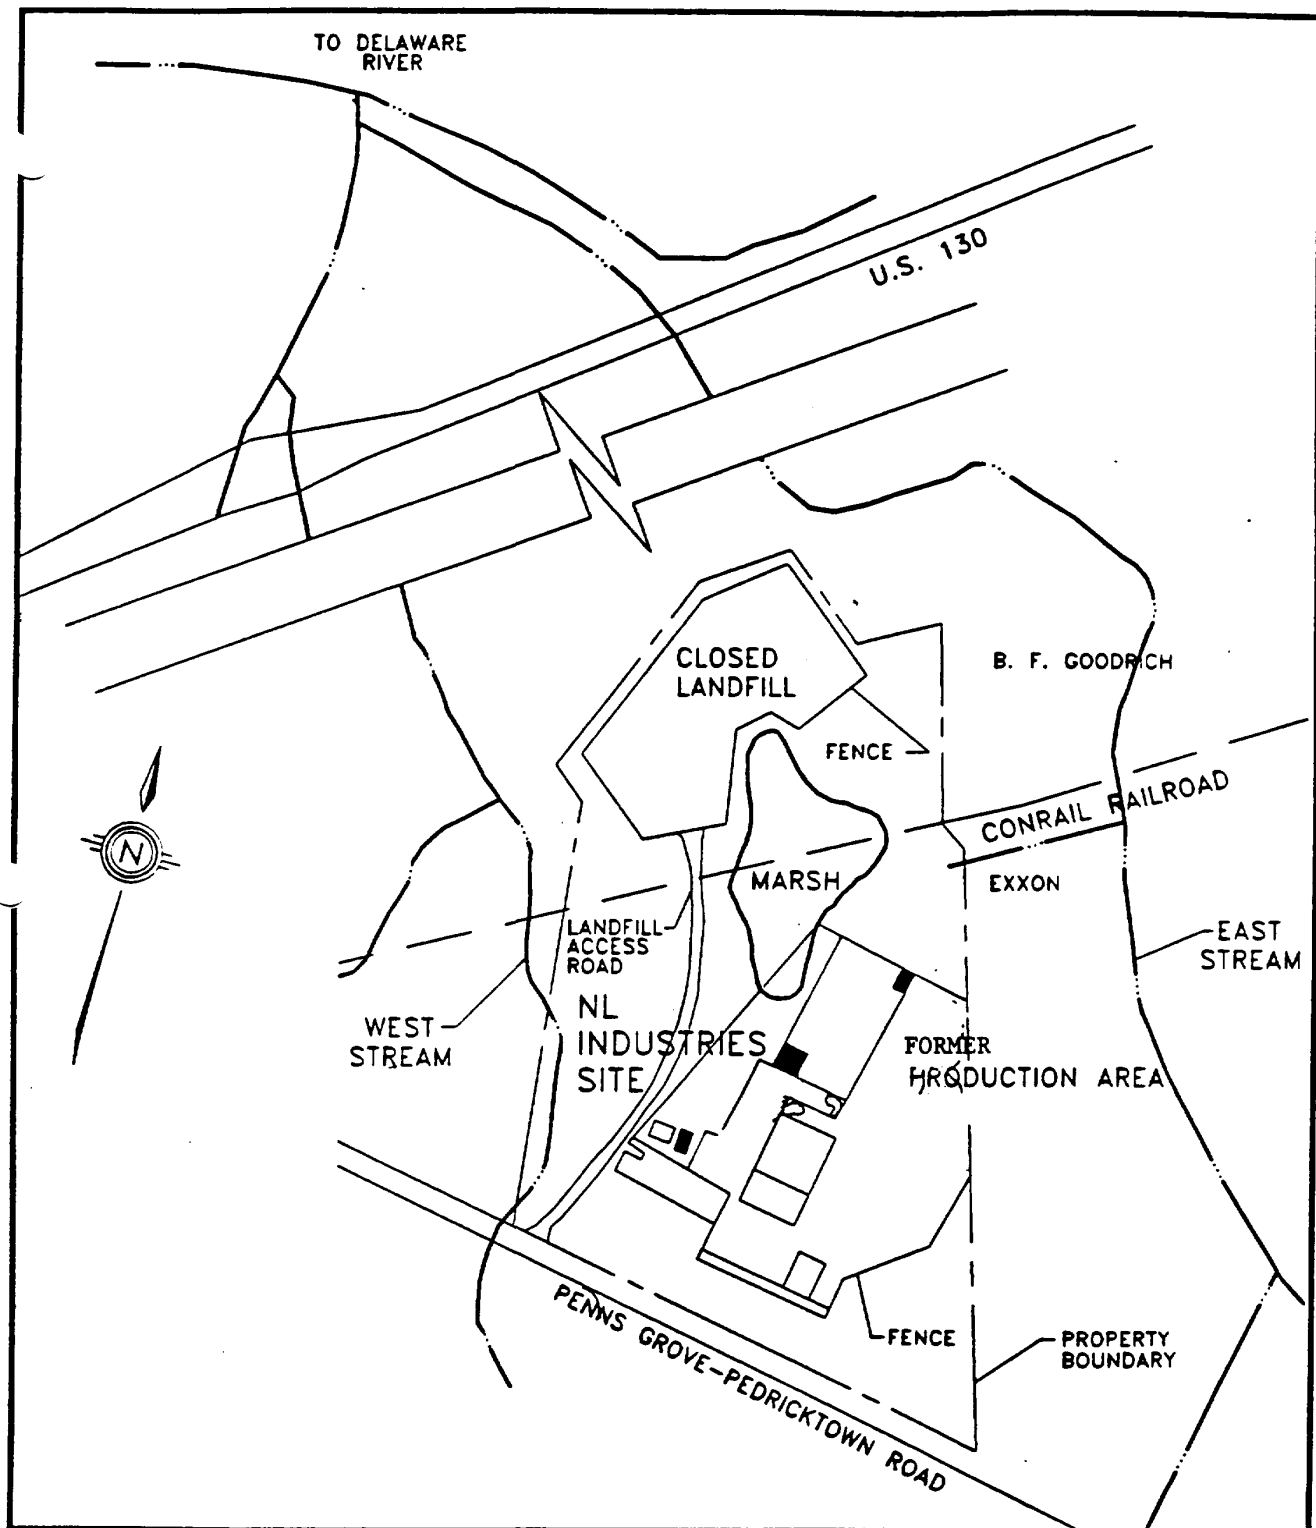 TO DELAWARE
RIVER
U.S. 130
CLOSED
LANDFILL
B. F. GOODRICH
FENCE
CONRAIL RAILROAD
N
MARSH
EXXON
LANDFILL
ACCESS
ROAD
EAST
STREAM
WEST
STREAM
NL
INDUSTRIES
SITE
FORMER
PRODUCTION AREA
FENCE
PROPERTY
BOUNDARY
PENNS GROVE-PEDRICKTOWN ROAD